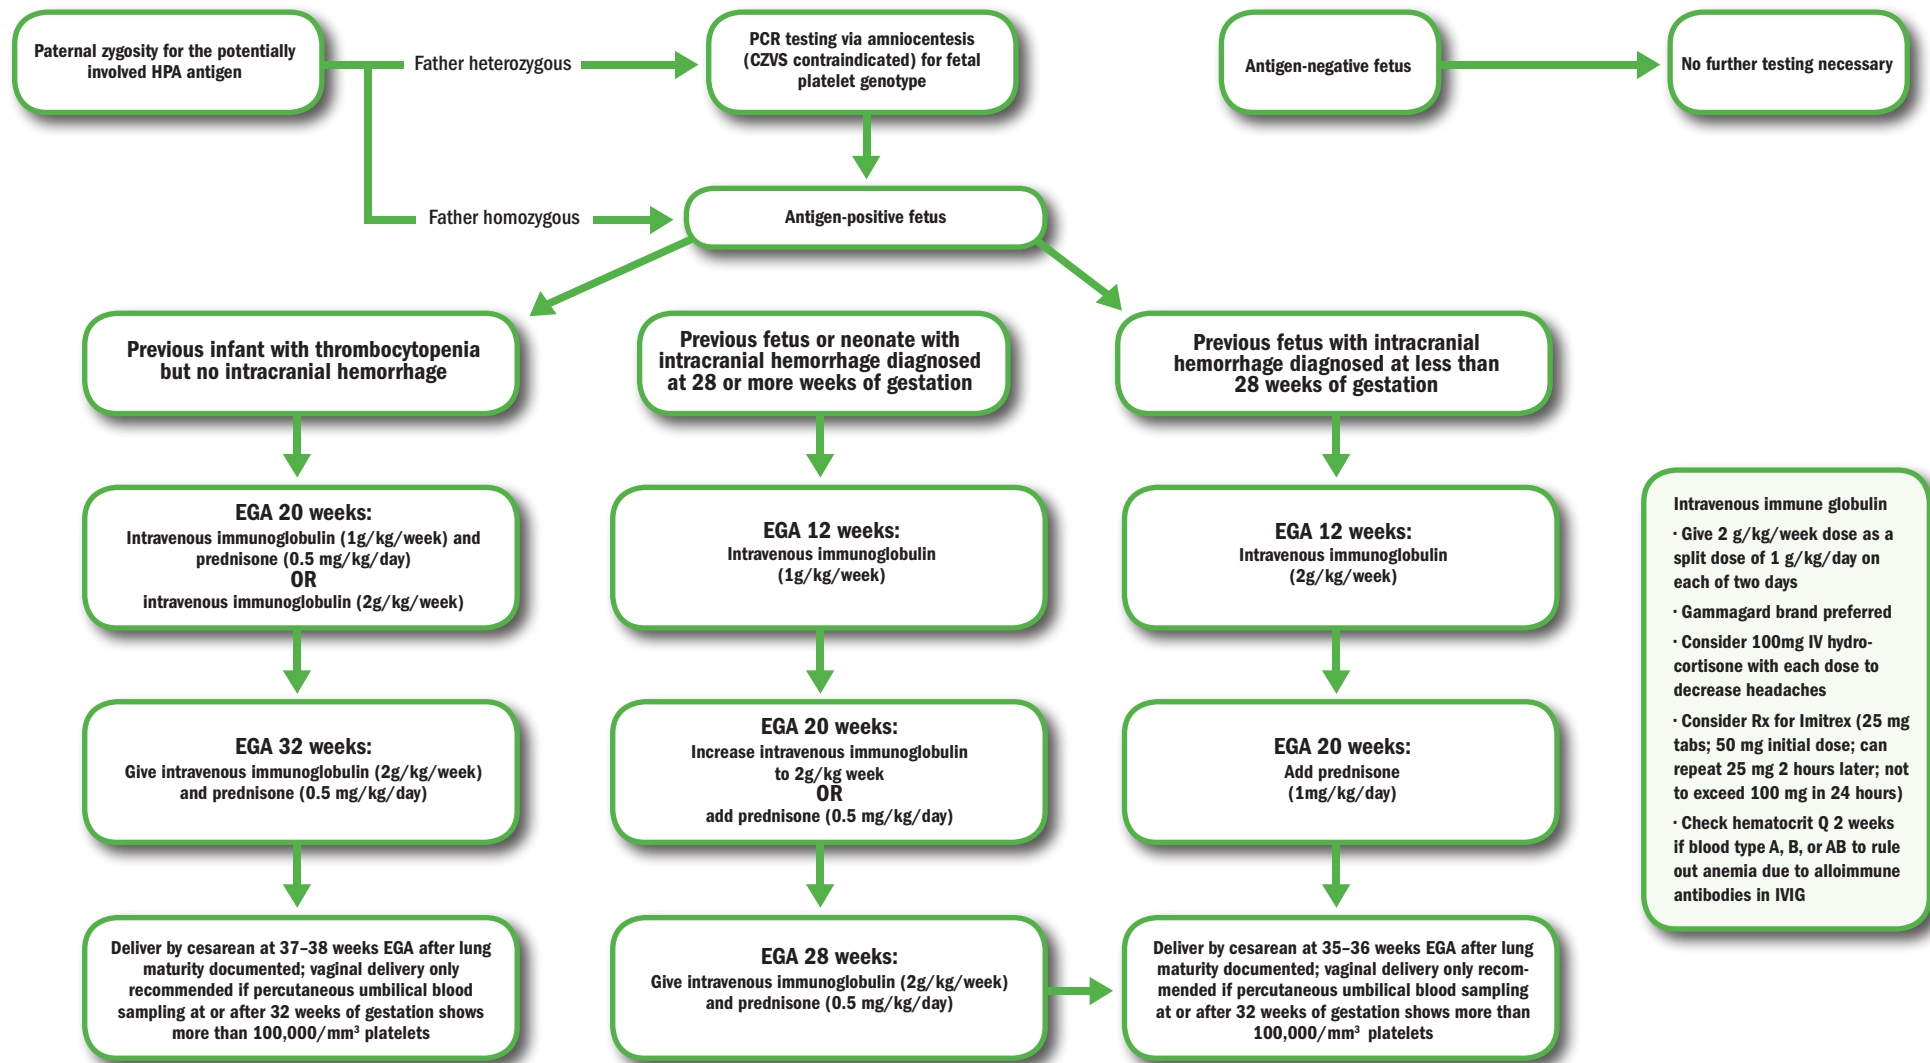 Paternal zygosity for the potentially
involved HPA antigen
Father heterozygous
PCR testing via amniocentesis
(CZVS contraindicated) for fetal
platelet genotype
Antigen-negative fetus
No further testing necessary
Father homozygous
Antigen-positive fetus
Previous infant with thrombocytopenia
but no intracranial hemorrhage
Previous fetus or neonate with
intracranial hemorrhage diagnosed
at 28 or more weeks of gestation
Previous fetus with intracranial
hemorrhage diagnosed at less than
28 weeks of gestation
EGA 20 weeks:
Intravenous immunoglobulin (1g/kg/week) and
prednisone (0.5 mg/kg/day)
OR
intravenous immunoglobulin (2g/kg/week)
EGA 12 weeks:
Intravenous immunoglobulin
(1g/kg/week)
EGA 12 weeks:
Intravenous immunoglobulin
(2g/kg/week)
EGA 32 weeks:
Give intravenous immunoglobulin (2g/kg/week)
and prednisone (0.5 mg/kg/day)
EGA 20 weeks:
Increase intravenous immunoglobulin
to 2g/kg week
OR
add prednisone (0.5 mg/kg/day)
EGA 20 weeks:
Add prednisone
(1mg/kg/day)
Deliver by cesarean at 37–38 weeks EGA after lung
maturity documented; vaginal delivery only
recommended if percutaneous umbilical blood
sampling at or after 32 weeks of gestation shows
more than 100,000/mm³ platelets
EGA 28 weeks:
Give intravenous immunoglobulin (2g/kg/week)
and prednisone (0.5 mg/kg/day)
Deliver by cesarean at 35–36 weeks EGA after lung
maturity documented; vaginal delivery only recom-
mended if percutaneous umbilical blood sampling
at or after 32 weeks of gestation shows more than
100,000/mm³ platelets
Intravenous immune globulin
· Give 2 g/kg/week dose as a
split dose of 1 g/kg/day on
each of two days
· Gammagard brand preferred
· Consider 100mg IV hydro-
cortisone with each dose to
decrease headaches
· Consider Rx for Imitrex (25 mg
tabs; 50 mg initial dose; can
repeat 25 mg 2 hours later; not
to exceed 100 mg in 24 hours)
· Check hematocrit Q 2 weeks
if blood type A, B, or AB to rule
out anemia due to alloimmune
antibodies in IVIG